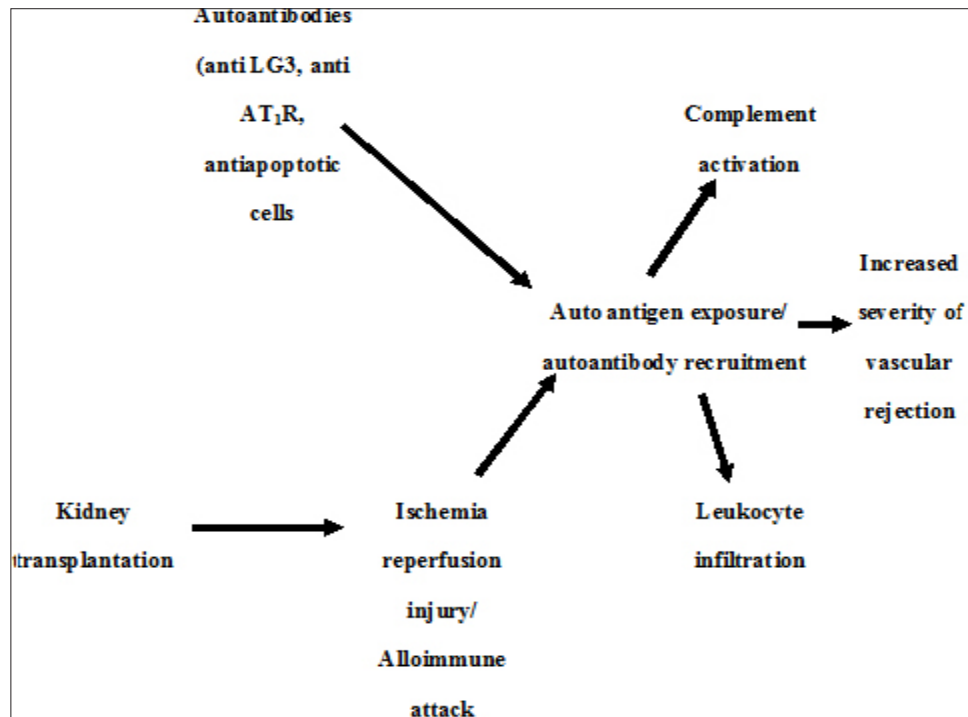 Autoantibodies
(anti LG3, anti
AT₁R,
antiapoptotic
cells
Complement
activation
Increased
severity of
vascular
rejection
Auto antigen exposure/
autoantibody recruitment
Kidney
transplantation
Ischemia
reperfusion
injury/
Alloimmune
attack
Leukocyte
infiltration